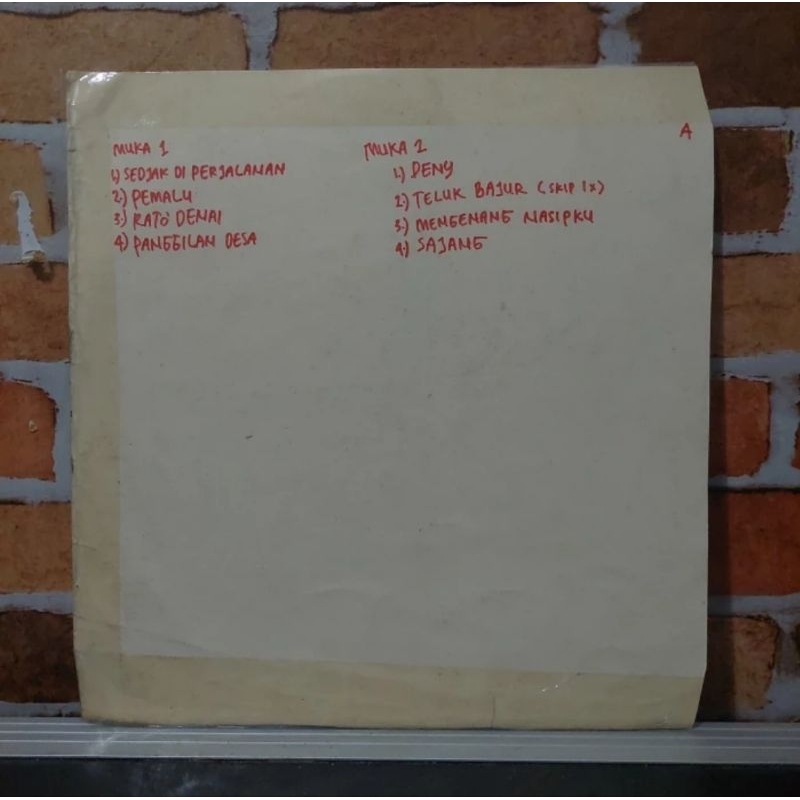 MUKA 1
1) SEDJAK DI PERJALANAN
2) PEMALU
3) RATO DENAI
4) PANGGILAN DESA
MUKA 2
1) DENY
2) TELUK BAJUR (SKIP 1X)
3) MENGENANG NASIPKU
4) SAJANG
A